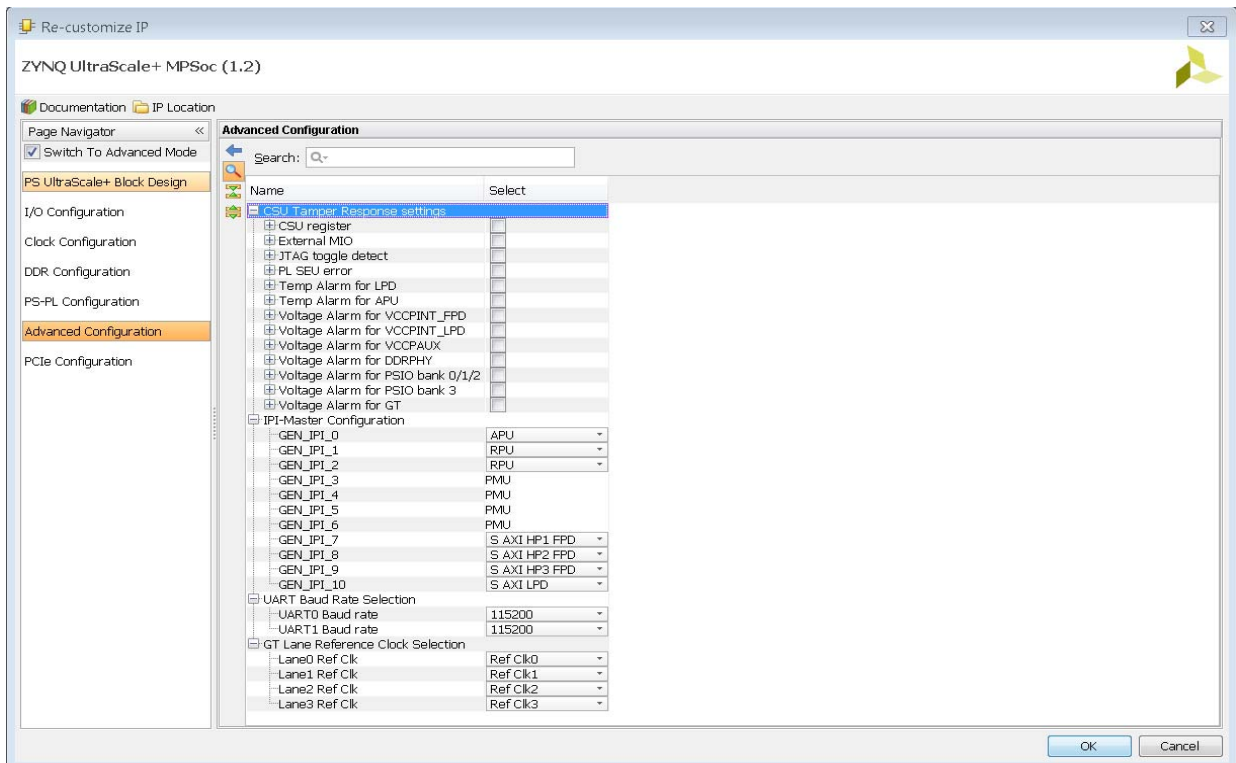 Re-customize IP
ZYNQ UltraScale+ MPSoc (1.2)
Documentation IP Location
Page Navigator «
Switch To Advanced Mode
PS UltraScale+ Block Design
I/O Configuration
Clock Configuration
DDR Configuration
PS-PL Configuration
Advanced Configuration
PCIe Configuration
Advanced Configuration
Search:
Name Select
CSU Tamper Response settings
CSU register
External MIO
JTAG toggle detect
PL SEU error
Temp Alarm for LPD
Temp Alarm for APU
Voltage Alarm for VCCPINT_FPD
Voltage Alarm for VCCPINT_LPD
Voltage Alarm for VCCPAUX
Voltage Alarm for DDRPHY
Voltage Alarm for PSIO bank 0/1/2
Voltage Alarm for PSIO bank 3
Voltage Alarm for GT
IPI-Master Configuration
GEN_IPI_0 APU
GEN_IPI_1 RPU
GEN_IPI_2 RPU
GEN_IPI_3 PMU
GEN_IPI_4 PMU
GEN_IPI_5 PMU
GEN_IPI_6 PMU
GEN_IPI_7 S AXI HP1 FPD
GEN_IPI_8 S AXI HP2 FPD
GEN_IPI_9 S AXI HP3 FPD
GEN_IPI_10 S AXI LPD
UART Baud Rate Selection
UART0 Baud rate 115200
UART1 Baud rate 115200
GT Lane Reference Clock Selection
Lane0 Ref Clk Ref Clk0
Lane1 Ref Clk Ref Clk1
Lane2 Ref Clk Ref Clk2
Lane3 Ref Clk Ref Clk3
OK Cancel